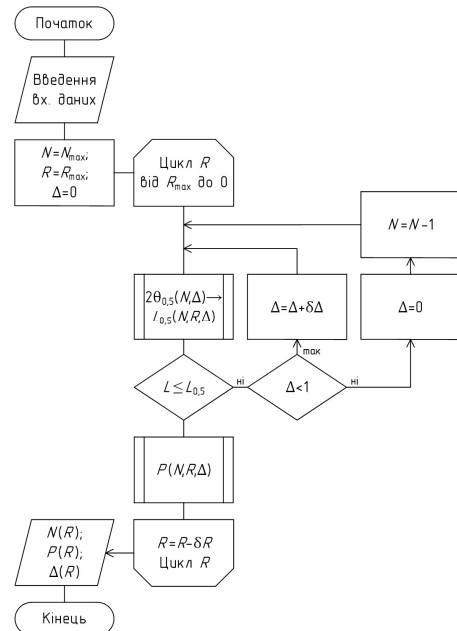 Початок
Введення
вх. даних
N=Nmax;
R=Rmax;
Δ=0
Цикл R
від Rmax до 0
N=N–1
2θ0,5(N,Δ)→
l0,5(N,R,Δ)
Δ=Δ+δΔ
Δ=0
так
L≤L0,5
ні
Δ<1
ні
P(N,R,Δ)
N(R);
P(R);
Δ(R)
R=R–δR
Цикл R
Кінець